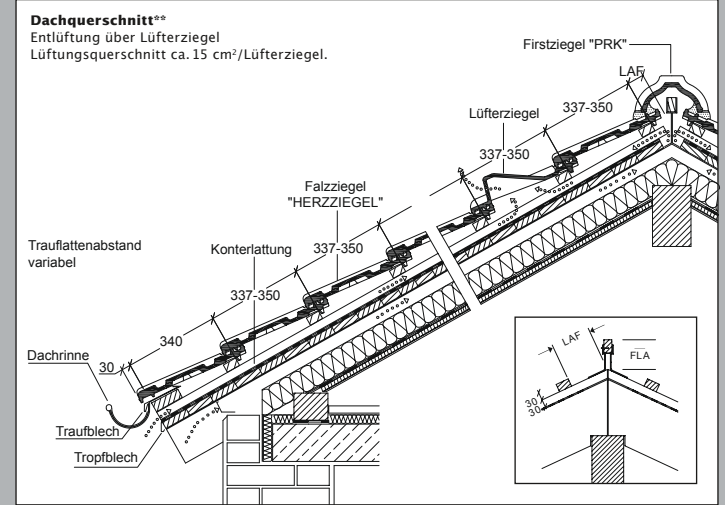 Dachquerschnitt**
Entlüftung über Lüfterziegel
Lüftungsquerschnitt ca. 15 cm²/Lüfterziegel.
Firstziegel "PRK"
LAF
337-350
Lüfterziegel
337-350
Falzziegel
"HERZZIEGEL"
Trauflattenabstand
variabel
Konterlattung
337-350
337-350
340
Dachrinne
30
Traufblech
Tropfblech
LAF
FLA
30
30